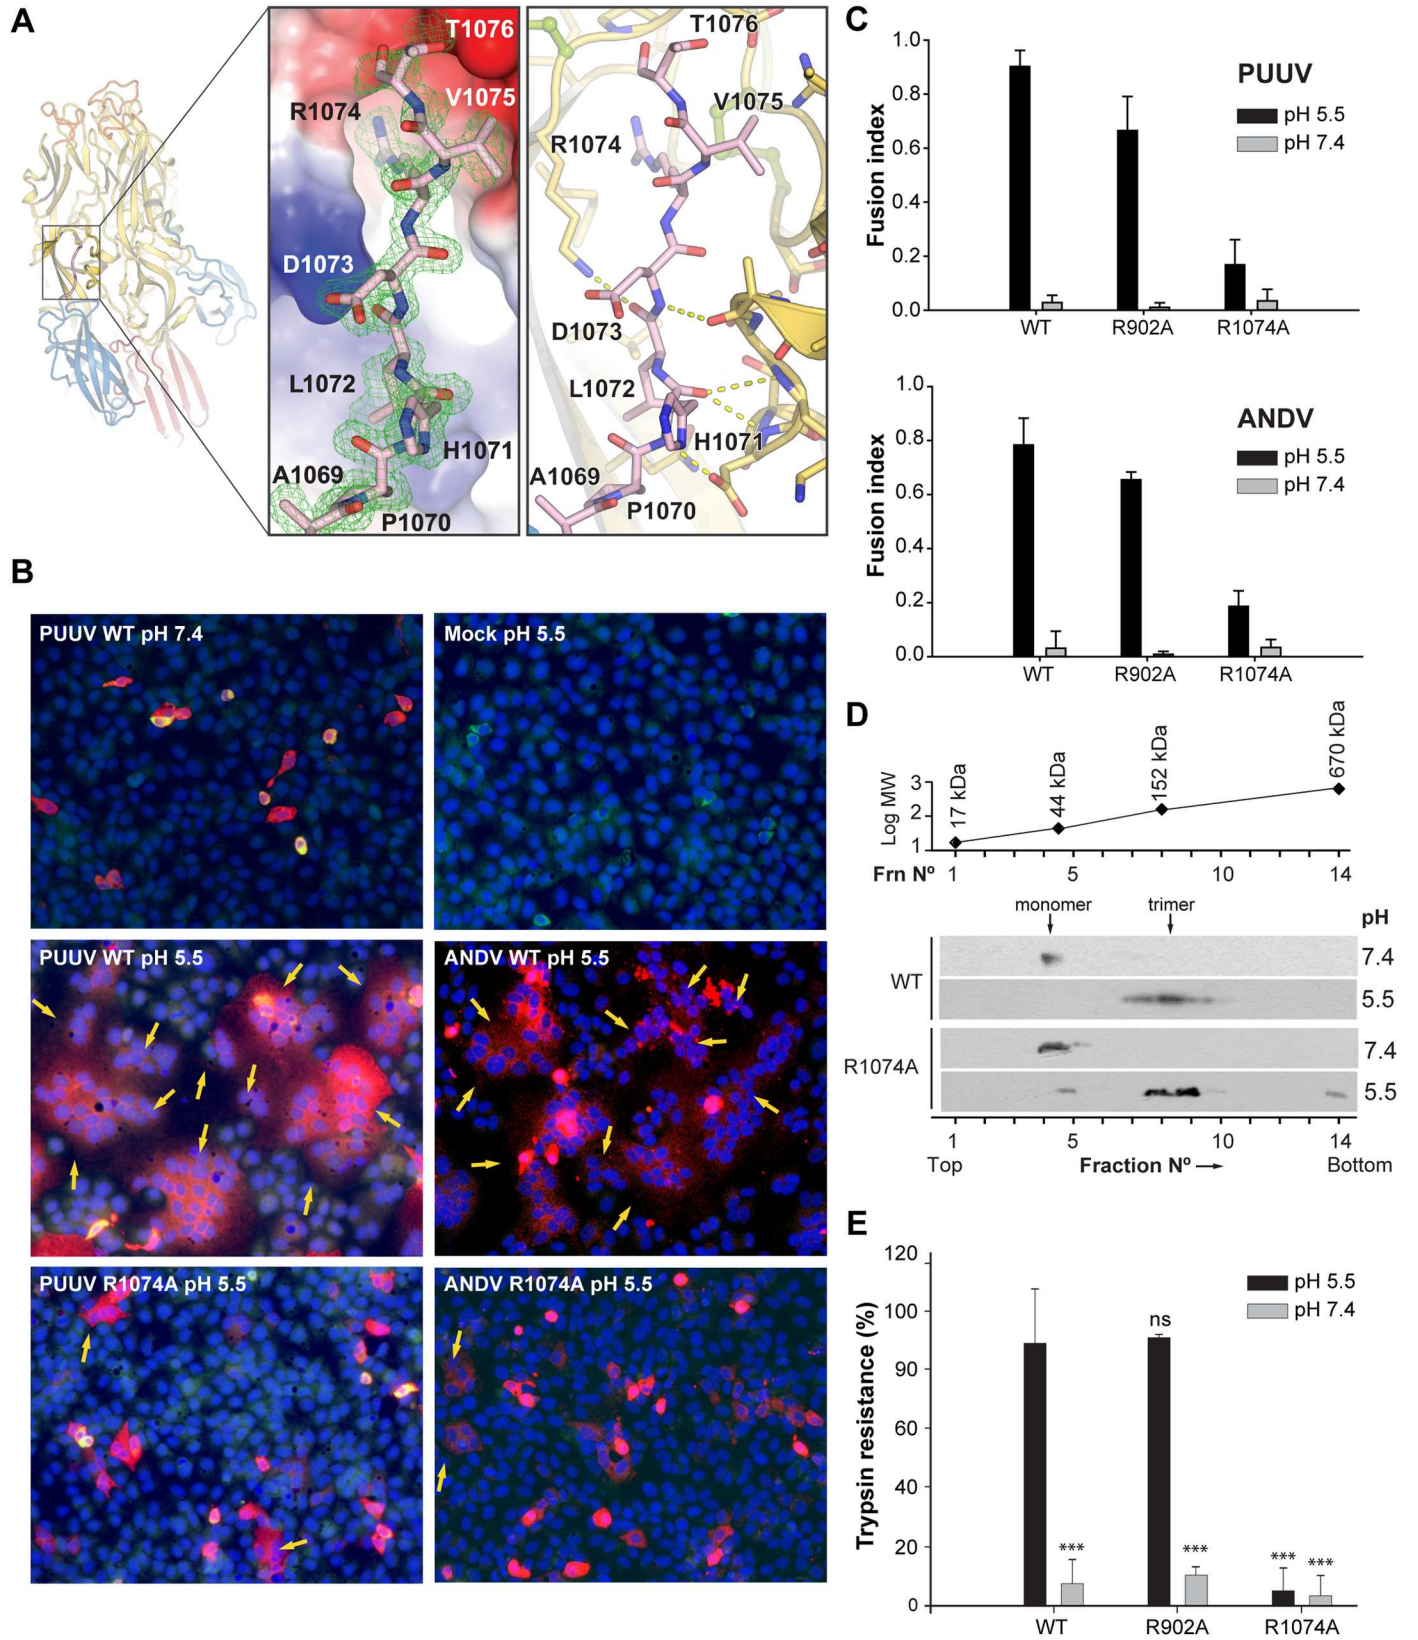 A
T1076
V1075
R1074
D1073
L1072
H1071
A1069
P1070
T1076
V1075
R1074
D1073
L1072
H1071
A1069
P1070
B
PUUV WT pH 7.4
Mock pH 5.5
PUUV WT pH 5.5
ANDV WT pH 5.5
PUUV R1074A pH 5.5
ANDV R1074A pH 5.5
C
PUUV
pH 5.5
pH 7.4
Fusion index
1.0
0.8
0.6
0.4
0.2
0.0
WT R902A R1074A
ANDV
pH 5.5
pH 7.4
Fusion index
1.0
0.8
0.6
0.4
0.2
0.0
WT R902A R1074A
D
17 kDa
44 kDa
152 kDa
670 kDa
Log MW
3
2
1
Frn Nº 1 5 10 14
monomer trimer pH
WT
7.4
5.5
R1074A
7.4
5.5
1 5 10 14
Top Fraction Nº → Bottom
E
pH 5.5
pH 7.4
Trypsin resistance (%)
120
100
90
60
40
20
0
***
ns
***
***
***
WT R902A R1074A